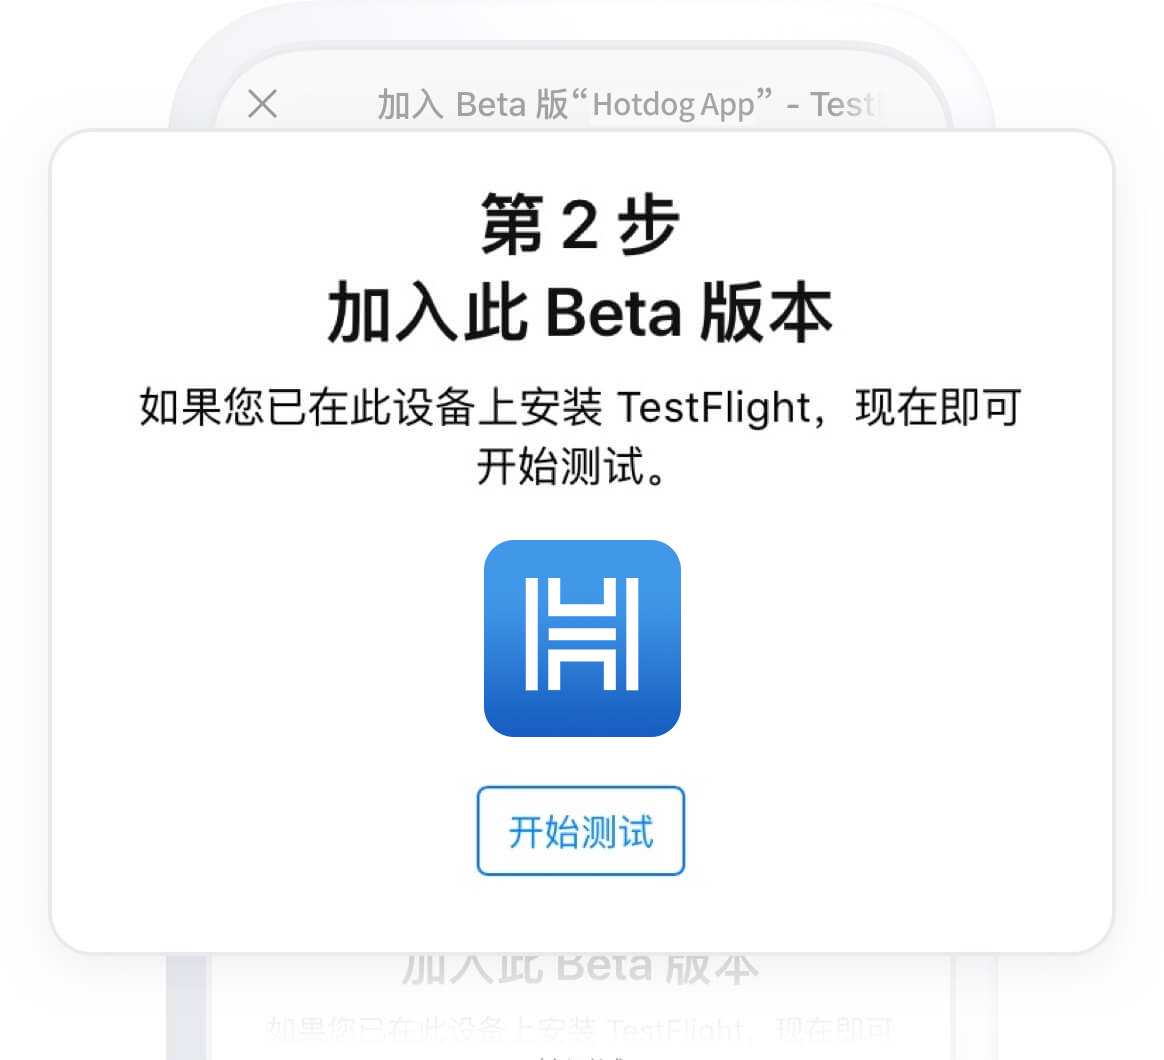 加入 Beta 版“Hotdog App” - Test
第 2 步
加入此 Beta 版本
如果您已在此设备上安装 TestFlight，现在即可
开始测试。
开始测试
加入此 Beta 版本
如果您已在此设备上安装 TestFlight，现在即可